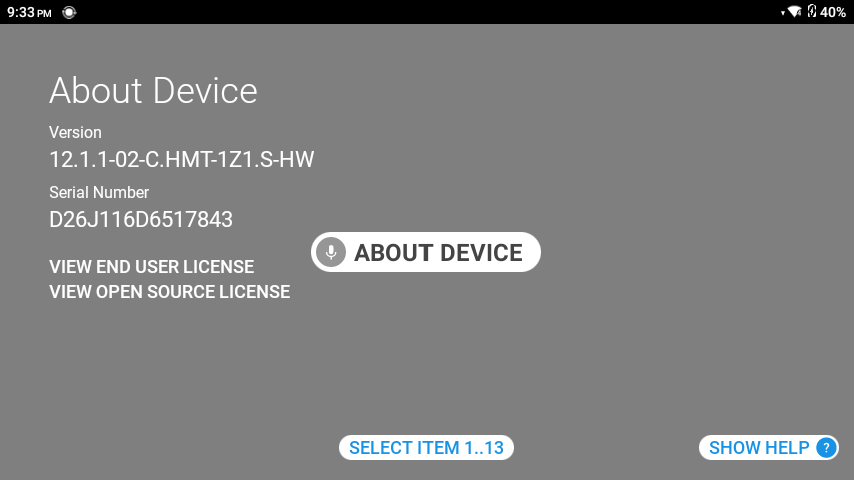 9:33 PM
40%
About Device
Version
12.1.1-02-C.HMT-1Z1.S-HW
Serial Number
D26J116D6517843
ABOUT DEVICE
VIEW END USER LICENSE
VIEW OPEN SOURCE LICENSE
SELECT ITEM 1..13
SHOW HELP ?